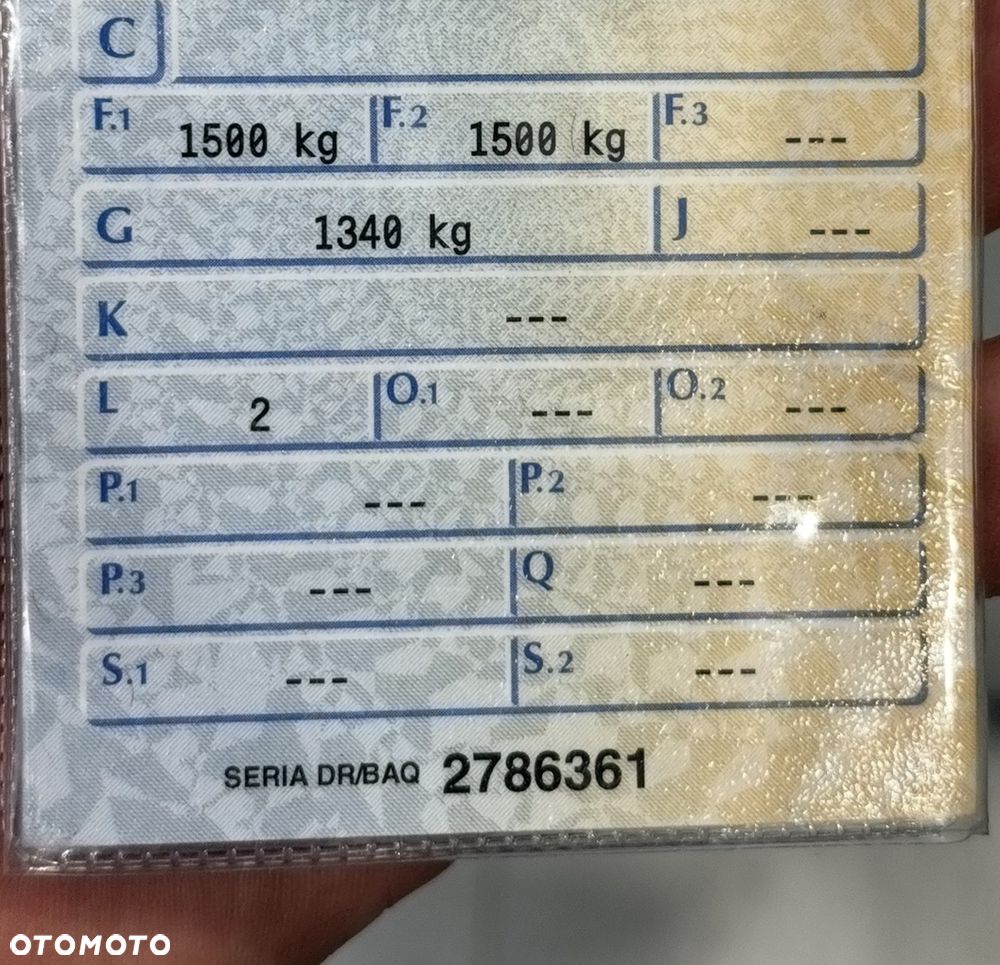 C
F.1 1500 kg F.2 1500 kg F.3 ---
G 1340 kg J ---
K ---
L 2 O.1 --- O.2 ---
P.1 --- P.2 ---
P.3 --- Q ---
S.1 --- S.2 ---
SERIA DR/BAQ 2786361
OTOMOTO